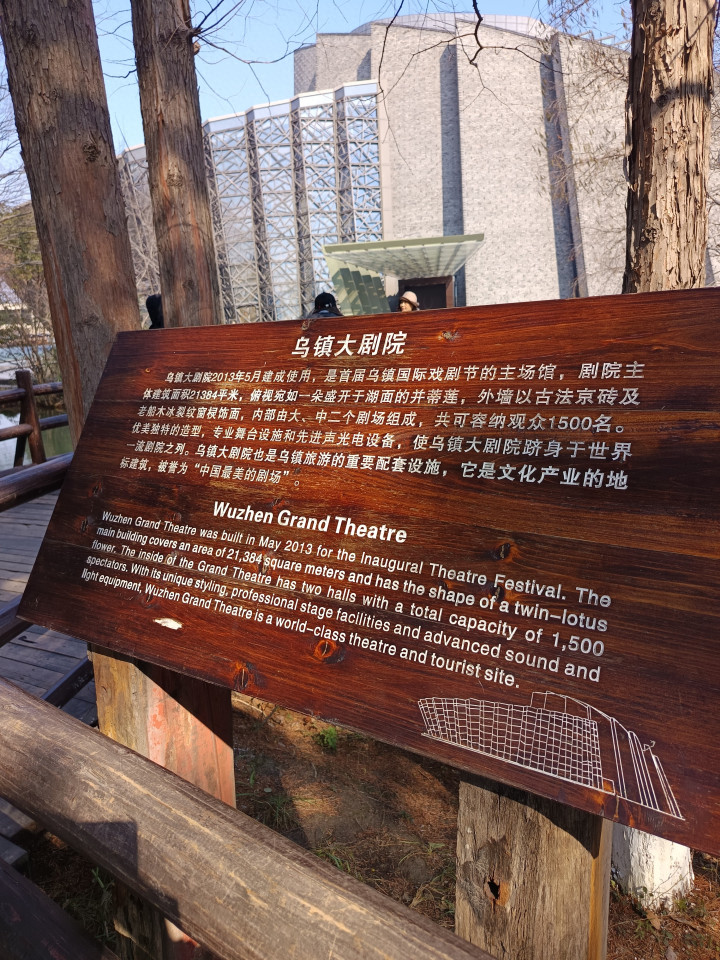 乌镇大剧院
乌镇大剧院2013年5月建成使用，是首届乌镇国际戏剧节的主场馆，剧院主
体建筑面积21384平米，俯视宛如一朵盛开于湖面的并蒂莲，外墙以古法京砖及
老船木冰裂纹窗棂饰面，内部由大、中二个剧场组成，共可容纳观众1500名。
优美独特的造型，专业舞台设施和先进声光电设备，使乌镇大剧院跻身于世界
一流剧院之列。乌镇大剧院也是乌镇旅游的重要配套设施，它是文化产业的地
标建筑，被誉为“中国最美的剧场”。
Wuzhen Grand Theatre
Wuzhen Grand Theatre was built in May 2013 for the Inaugural Theatre Festival. The
main building covers an area of 21,384 square meters and has the shape of a twin-lotus
flower. The inside of the Grand Theatre has two halls with a total capacity of 1,500
spectators. With its unique styling, professional stage facilities and advanced sound and
light equipment, Wuzhen Grand Theatre is a world-class theatre and tourist site.